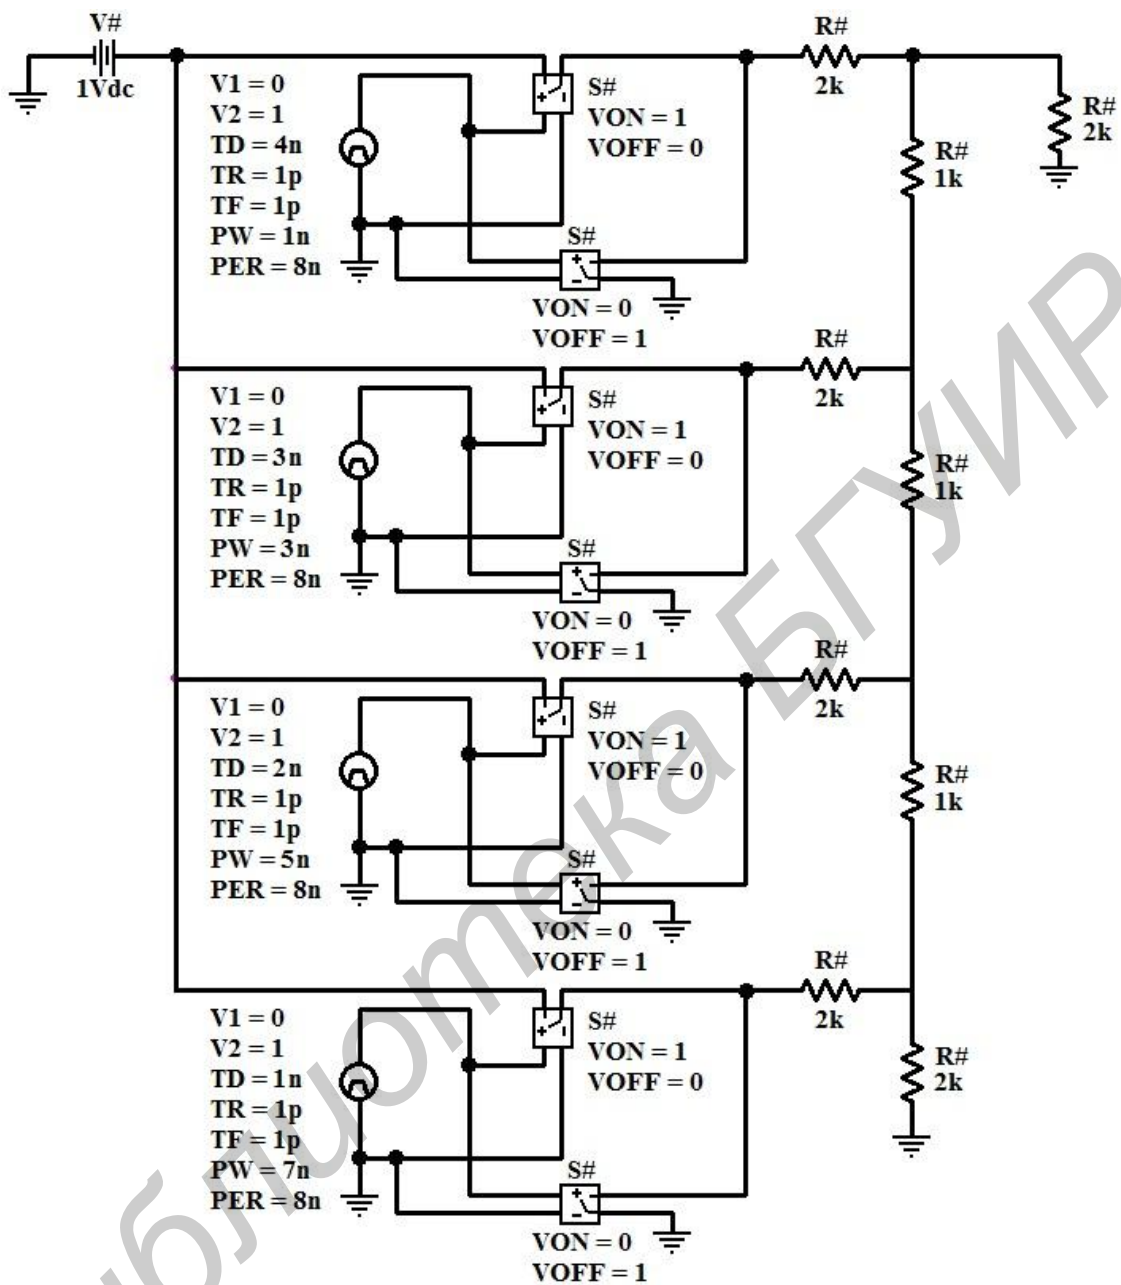 V#
1Vdc
V1 = 0
V2 = 1
TD = 4n
TR = 1p
TF = 1p
PW = 1n
PER = 8n
S#
VON = 1
VOFF = 0
S#
VON = 0
VOFF = 1
R#
2k
R#
2k
R#
1k
V1 = 0
V2 = 1
TD = 3n
TR = 1p
TF = 1p
PW = 3n
PER = 8n
S#
VON = 1
VOFF = 0
S#
VON = 0
VOFF = 1
R#
2k
R#
1k
V1 = 0
V2 = 1
TD = 2n
TR = 1p
TF = 1p
PW = 5n
PER = 8n
S#
VON = 1
VOFF = 0
S#
VON = 0
VOFF = 1
R#
2k
R#
1k
V1 = 0
V2 = 1
TD = 1n
TR = 1p
TF = 1p
PW = 7n
PER = 8n
S#
VON = 1
VOFF = 0
S#
VON = 0
VOFF = 1
R#
2k
R#
2k
БГУИР